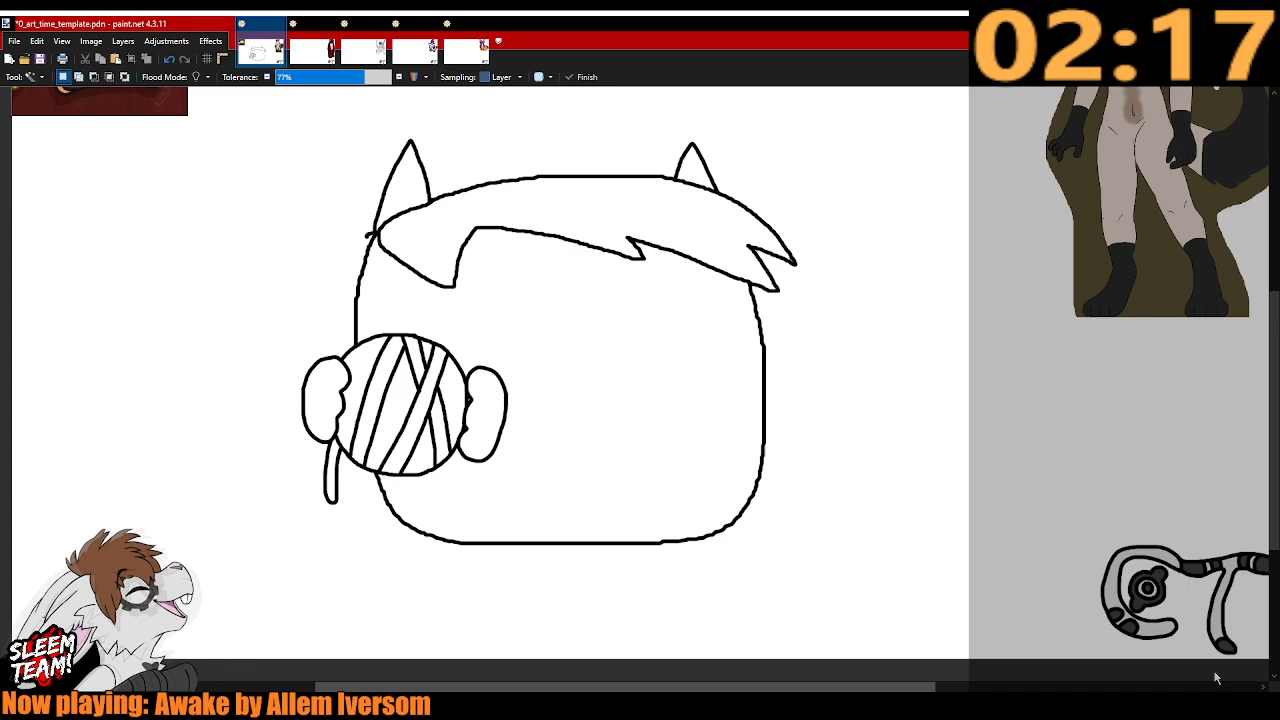 *0_art_time_template.pdn - paint.net 4.3.11
02:17
File Edit View Image Layers Adjustments Effects
Tool: Flood Mode: Tolerance: 77% Sampling: Layer Finish
SLEEM
TEAM!
Now playing: Awake by Allem Iversom